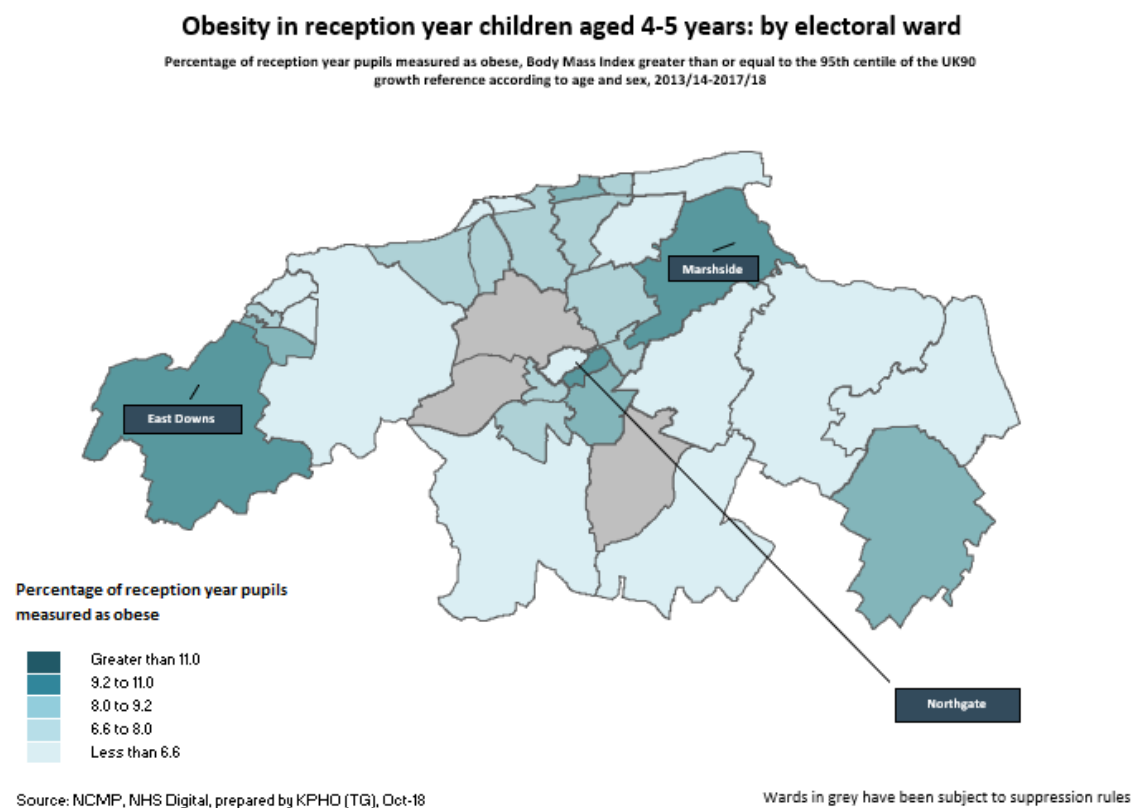 Obesity in reception year children aged 4-5 years: by electoral ward
Percentage of reception year pupils measured as obese, Body Mass Index greater than or equal to the 95th centile of the UK90
growth reference according to age and sex, 2013/14-2017/18
Marshside
East Downs
Percentage of reception year pupils
measured as obese
Greater than 11.0
9.2 to 11.0
8.0 to 9.2
6.6 to 8.0
Less than 6.6
Northgate
Source: NCMP, NHS Digital, prepared by KPHO (TG), Oct-18
Wards in grey have been subject to suppression rules